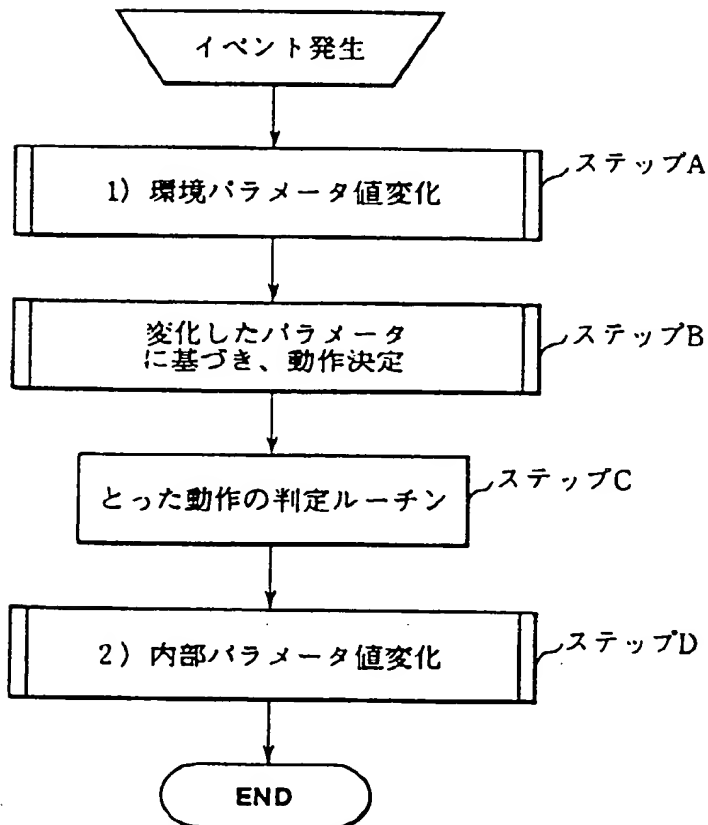 イベント発生
1) 環境パラメータ値変化
ステップA
変化したパラメータ
に基づき、動作決定
ステップB
とった動作の判定ルーチン
ステップC
2) 内部パラメータ値変化
ステップD
END